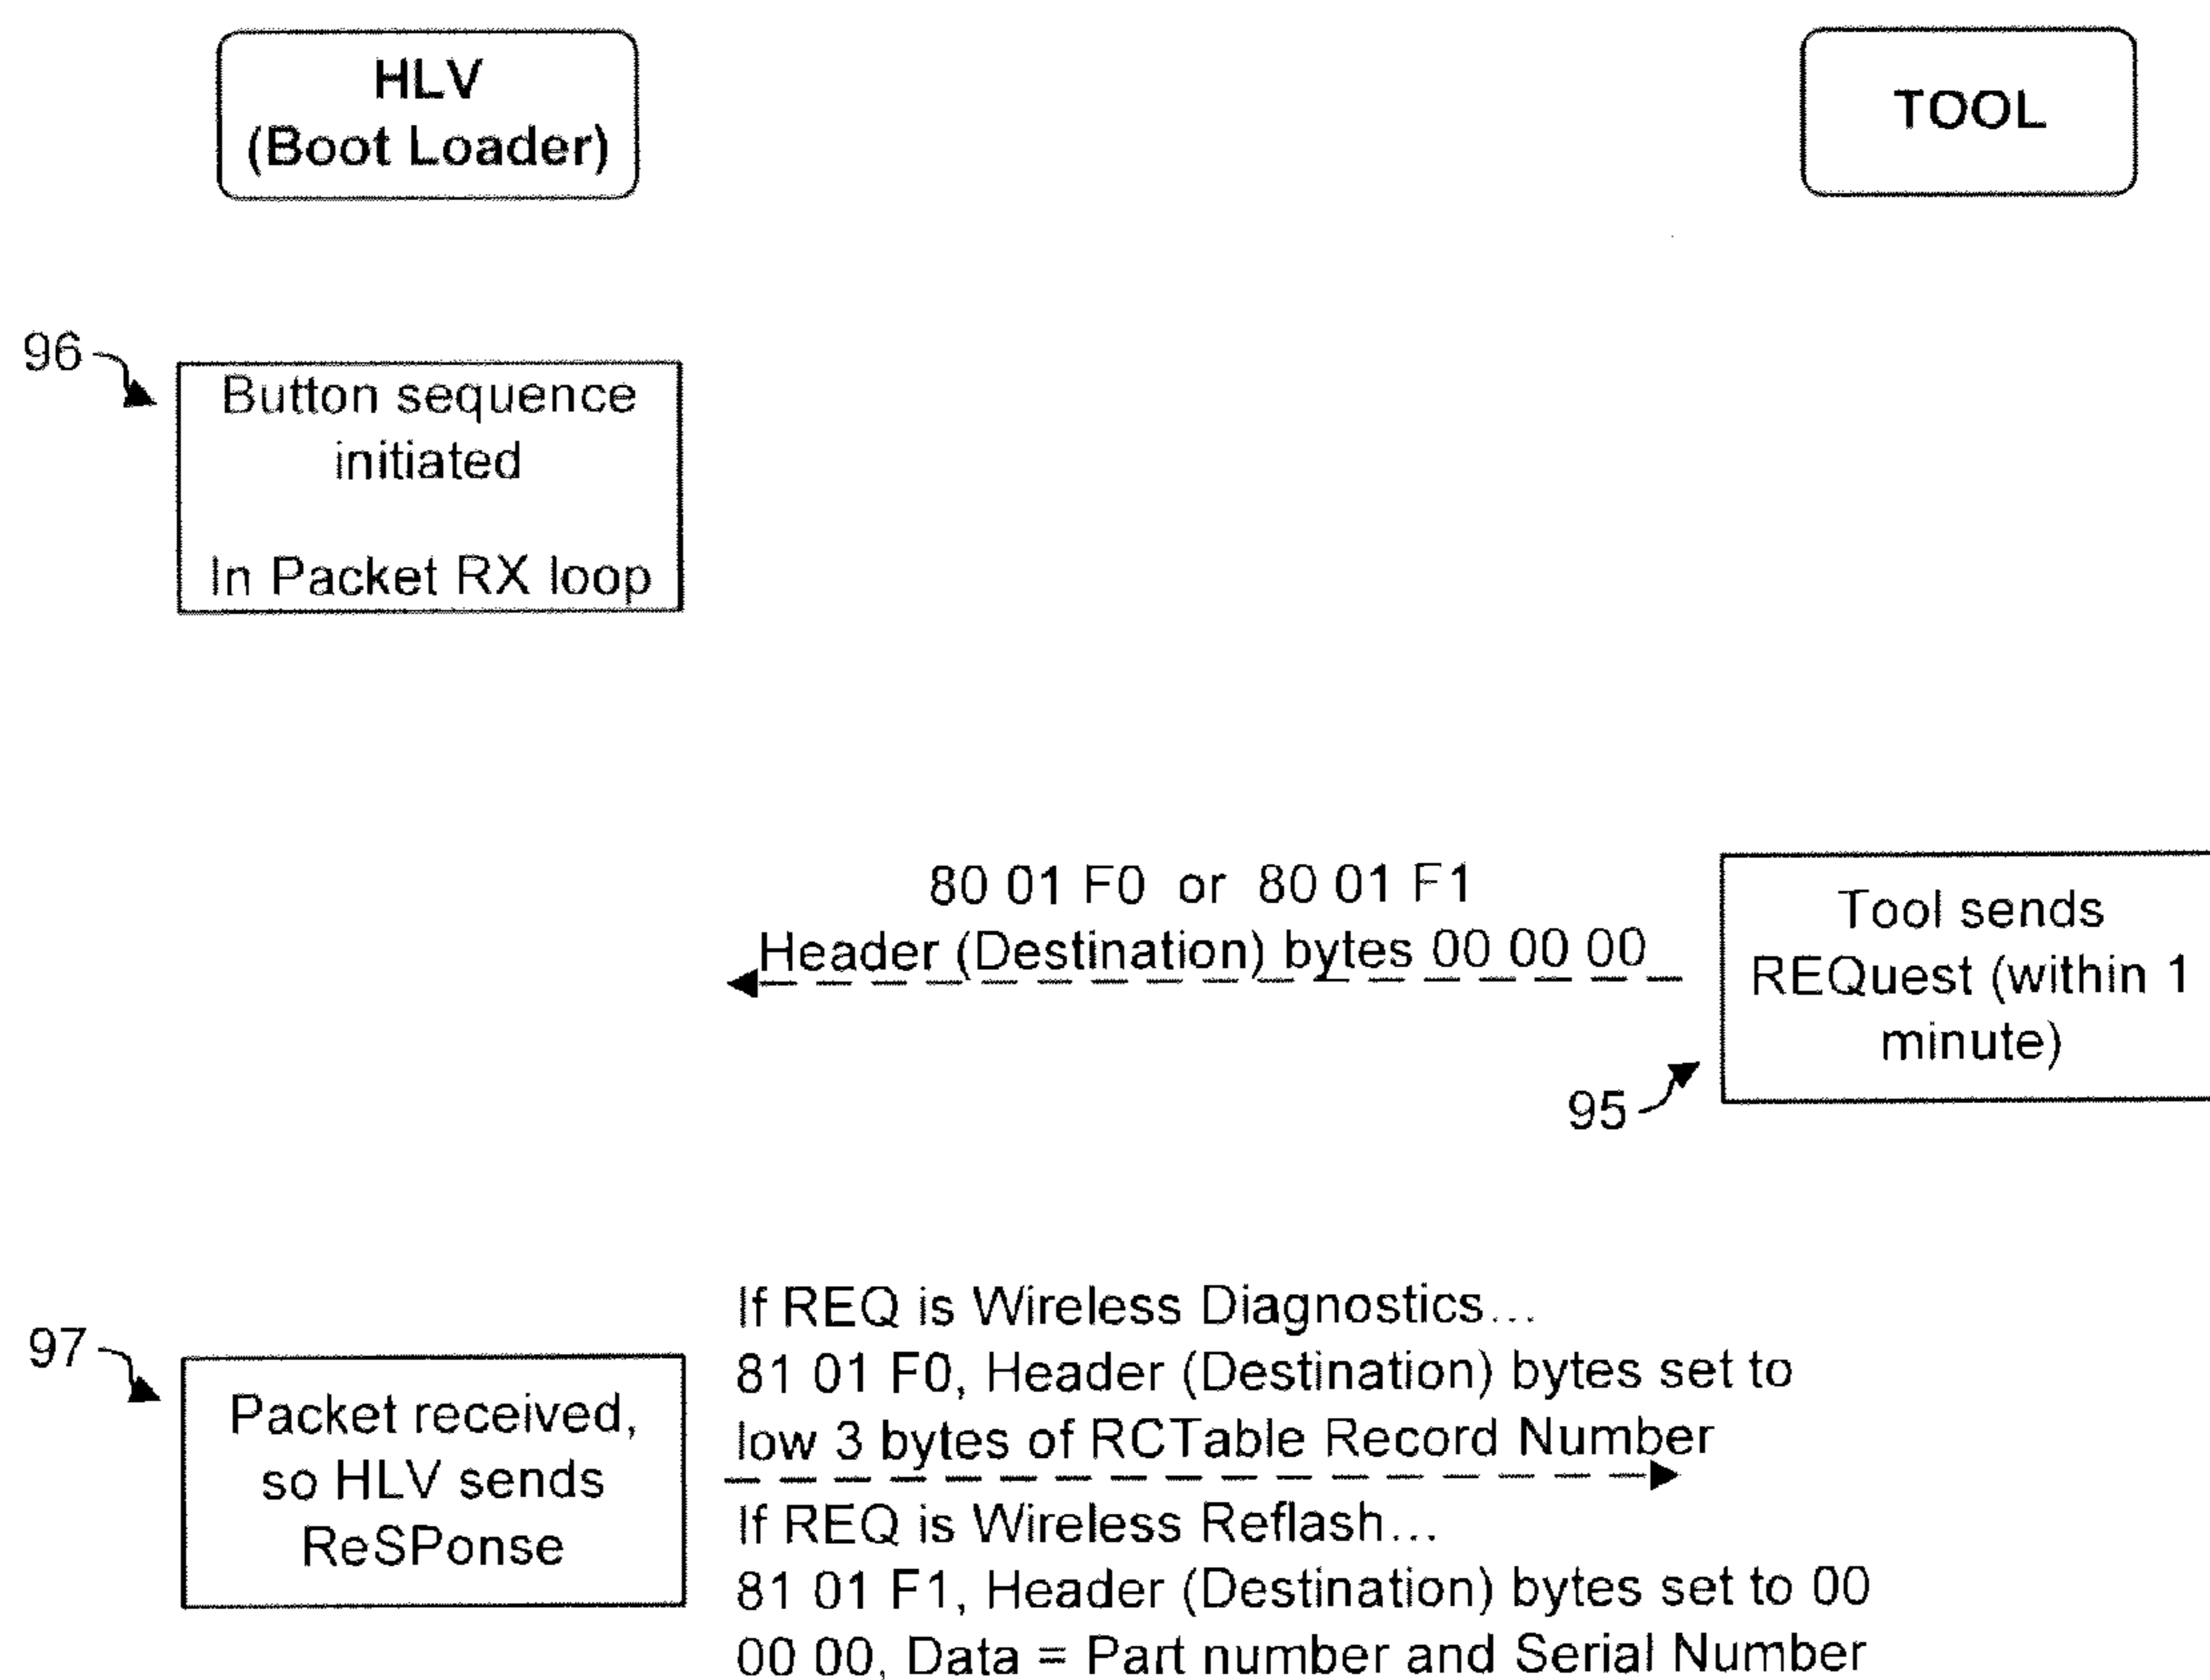 HLV
(Boot Loader)
TOOL
96
Button sequence
initiated
In Packet RX loop
80 01 F0 or 80 01 F1
Header (Destination) bytes 00 00 00
Tool sends
REQuest (within 1
minute)
95
97
Packet received,
so HLV sends
ReSPonse
If REQ is Wireless Diagnostics...
81 01 F0, Header (Destination) bytes set to
low 3 bytes of RCTable Record Number
If REQ is Wireless Reflash...
81 01 F1, Header (Destination) bytes set to 00
00 00, Data = Part number and Serial Number